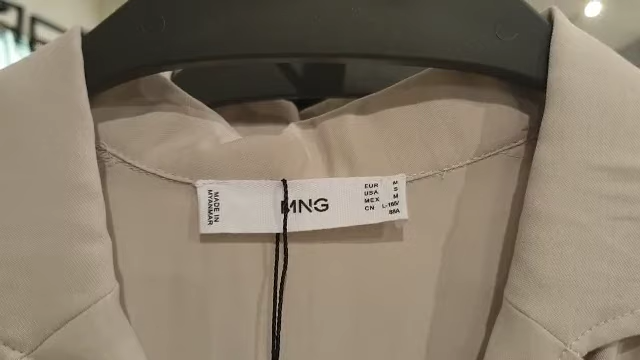 MADE IN
MYANMAR
MNG
EUR M
USA S
MEX M
CN L-165/
88A